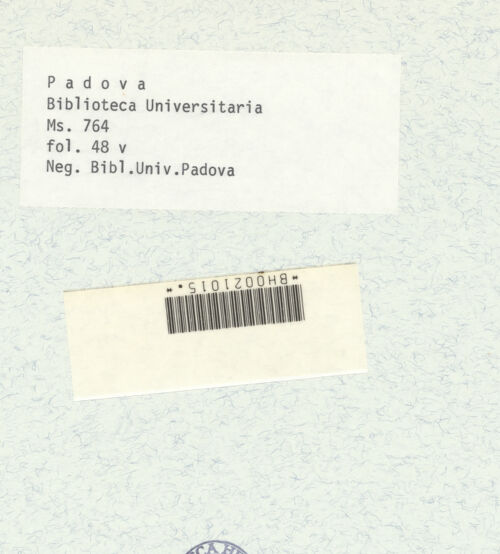 P a d o v a
Biblioteca Universitaria
Ms. 764
fol. 48 v
Neg. Bibl.Univ.Padova
*BH0021015*.*